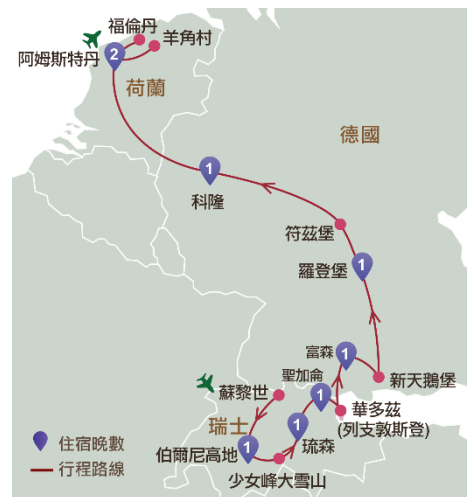 福倫丹
羊角村
阿姆斯特丹
2
荷蘭
德國
1
科隆
符茲堡
1
羅登堡
富森
1
新天鵝堡
聖加侖
1
蘇黎世
華多茲
(列支敦斯登)
瑞士
1
琉森
伯爾尼高地
1
少女峰大雪山
住宿晚數
行程路線